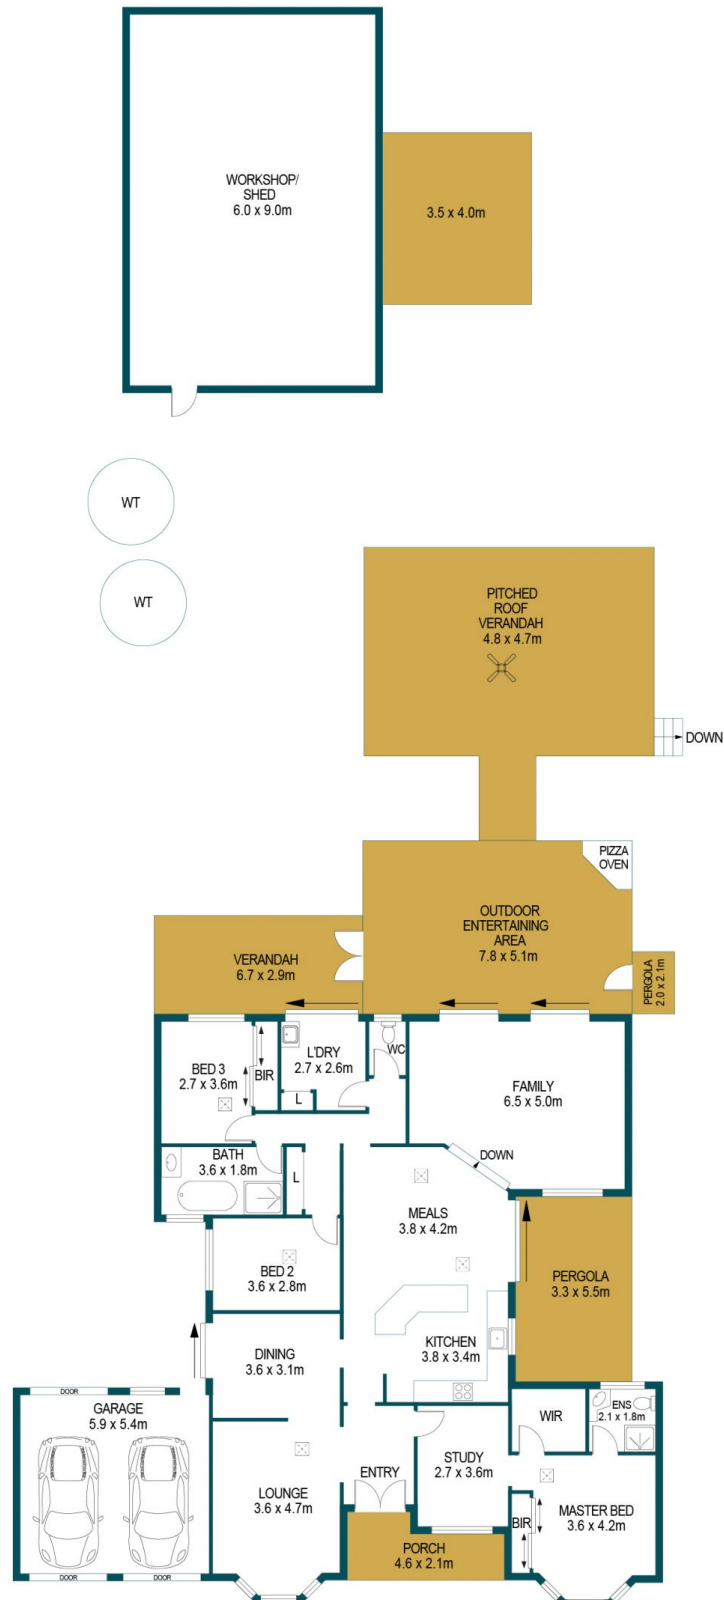 WORKSHOP/
SHED
6.0 x 9.0m
3.5 x 4.0m
WT
WT
PITCHED
ROOF
VERANDAH
4.8 x 4.7m
DOWN
PIZZA
OVEN
OUTDOOR
ENTERTAINING
AREA
7.8 x 5.1m
VERANDAH
6.7 x 2.9m
PERGOLA
2.0 x 2.1m
BED 3
2.7 x 3.6m
BIR
L'DRY
2.7 x 2.6m
L
WC
FAMILY
6.5 x 5.0m
BATH
3.6 x 1.8m
L
DOWN
MEALS
3.8 x 4.2m
BED 2
3.6 x 2.8m
PERGOLA
3.3 x 5.5m
DINING
3.6 x 3.1m
KITCHEN
3.8 x 3.4m
DOOR
GARAGE
5.9 x 5.4m
WIR
ENS
2.1 x 1.8m
STUDY
2.7 x 3.6m
ENTRY
LOUNGE
3.6 x 4.7m
BIR
MASTER BED
3.6 x 4.2m
PORCH
4.6 x 2.1m
DOOR
DOOR